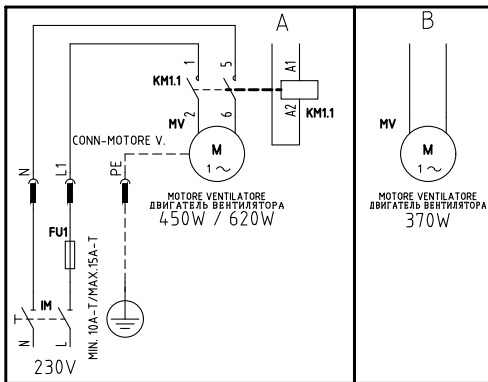 A
B
1
5
A1
KM1.1
A2
KM1.1
2
6
MV
MV
CONN-MOTORE V.
M
1 ~
M
1 ~
N
L1
PE
MOTORE VENTILATORE
ДВИГАТЕЛЬ ВЕНТИЛЯТОРА
450W / 620W
MOTORE VENTILATORE
ДВИГАТЕЛЬ ВЕНТИЛЯТОРА
370W
FU1
MIN. 10A-T/MAX.15A-T
IM
N
L
230V